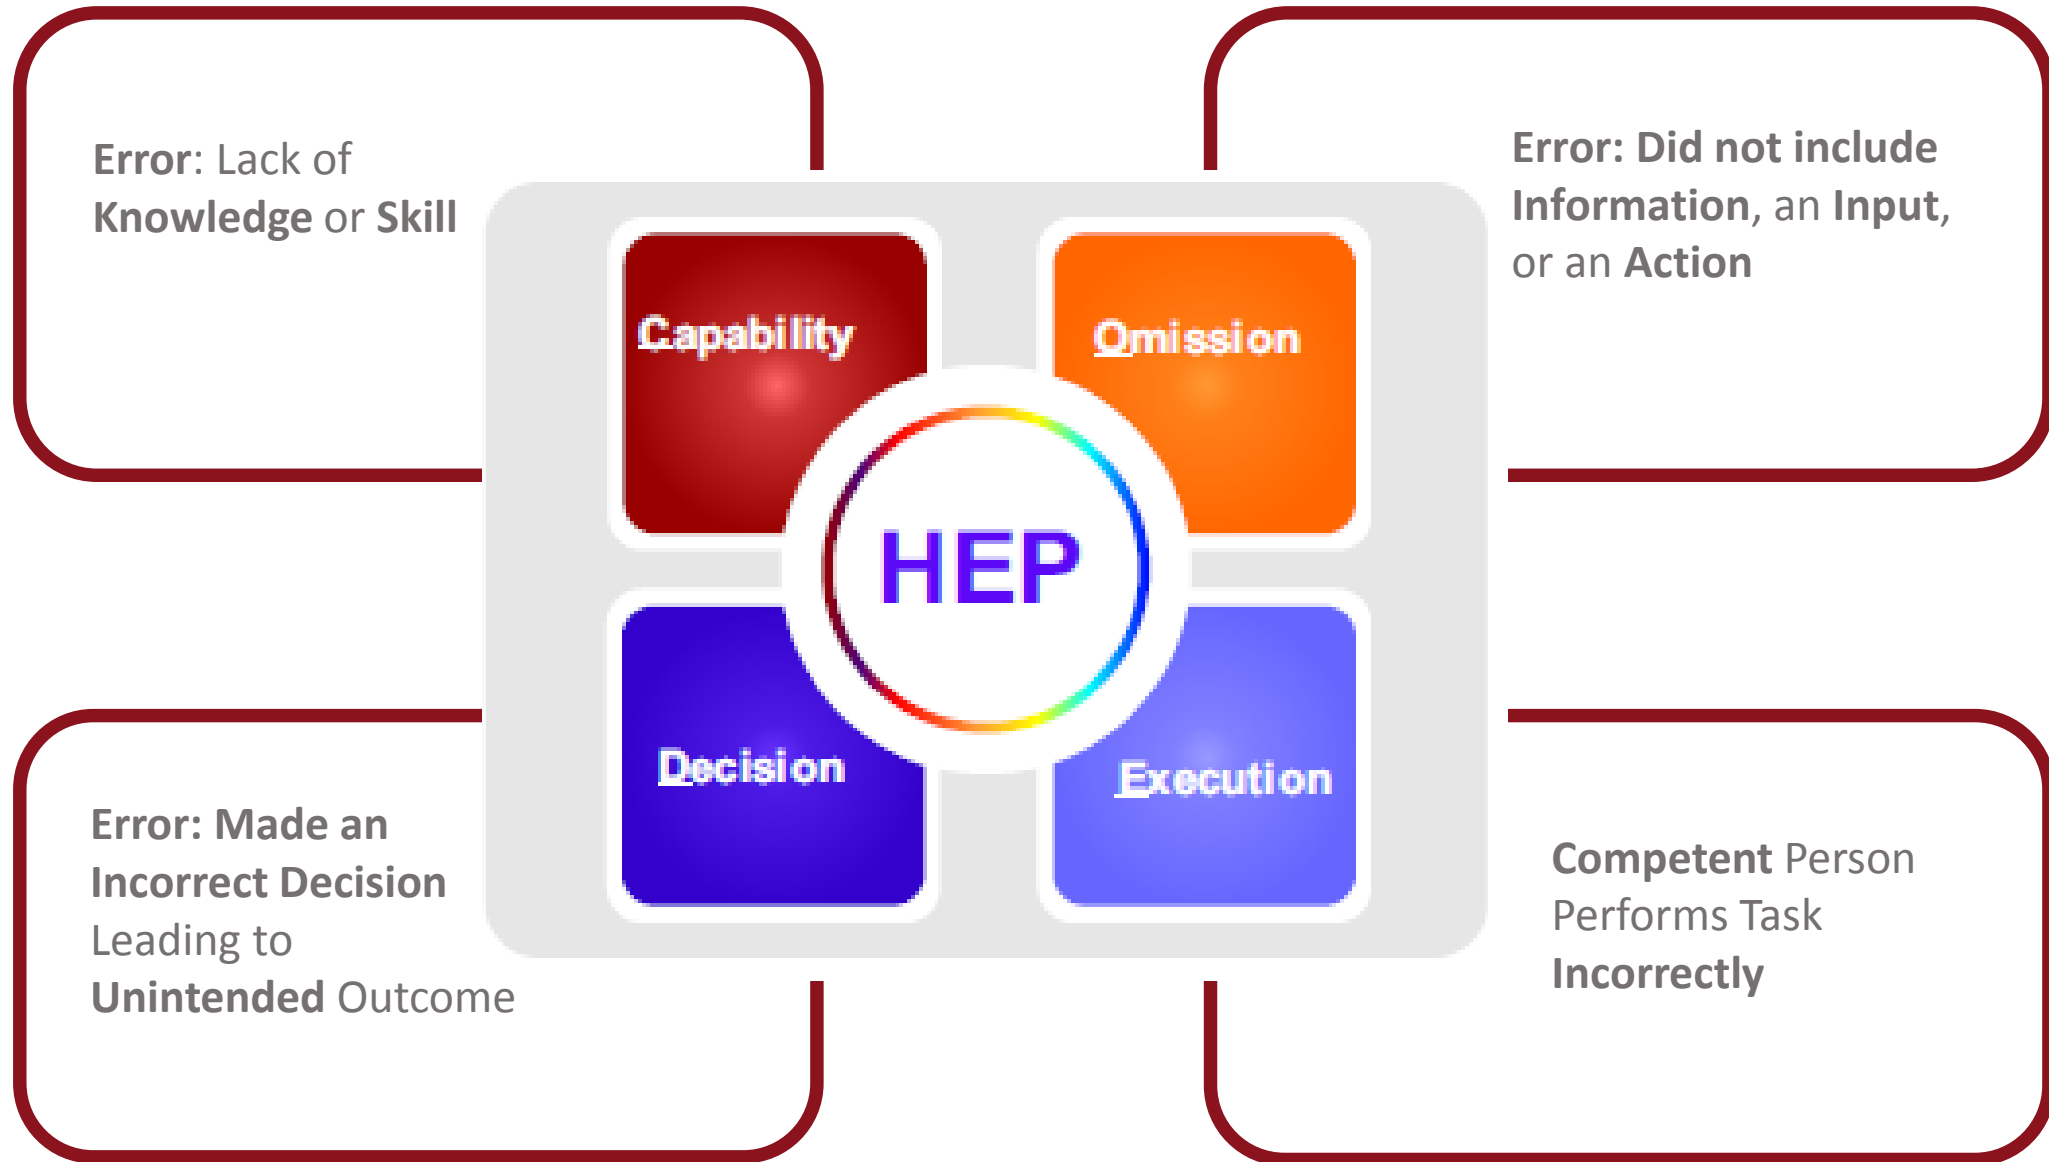 Error: Lack of
Knowledge or Skill
Error: Did not include
Information, an Input,
or an Action
Capability
Omission
HEP
Decision
Execution
Error: Made an
Incorrect Decision
Leading to
Unintended Outcome
Competent Person
Performs Task
Incorrectly